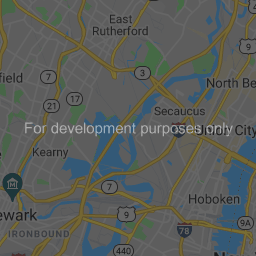 East
Rutherford
9
7
3
North Be
field
21
17
Secaucus
For development purposes only
Union City
Kearny
7
Hoboken
ewark
9
9A
78
IRONBOUND
440